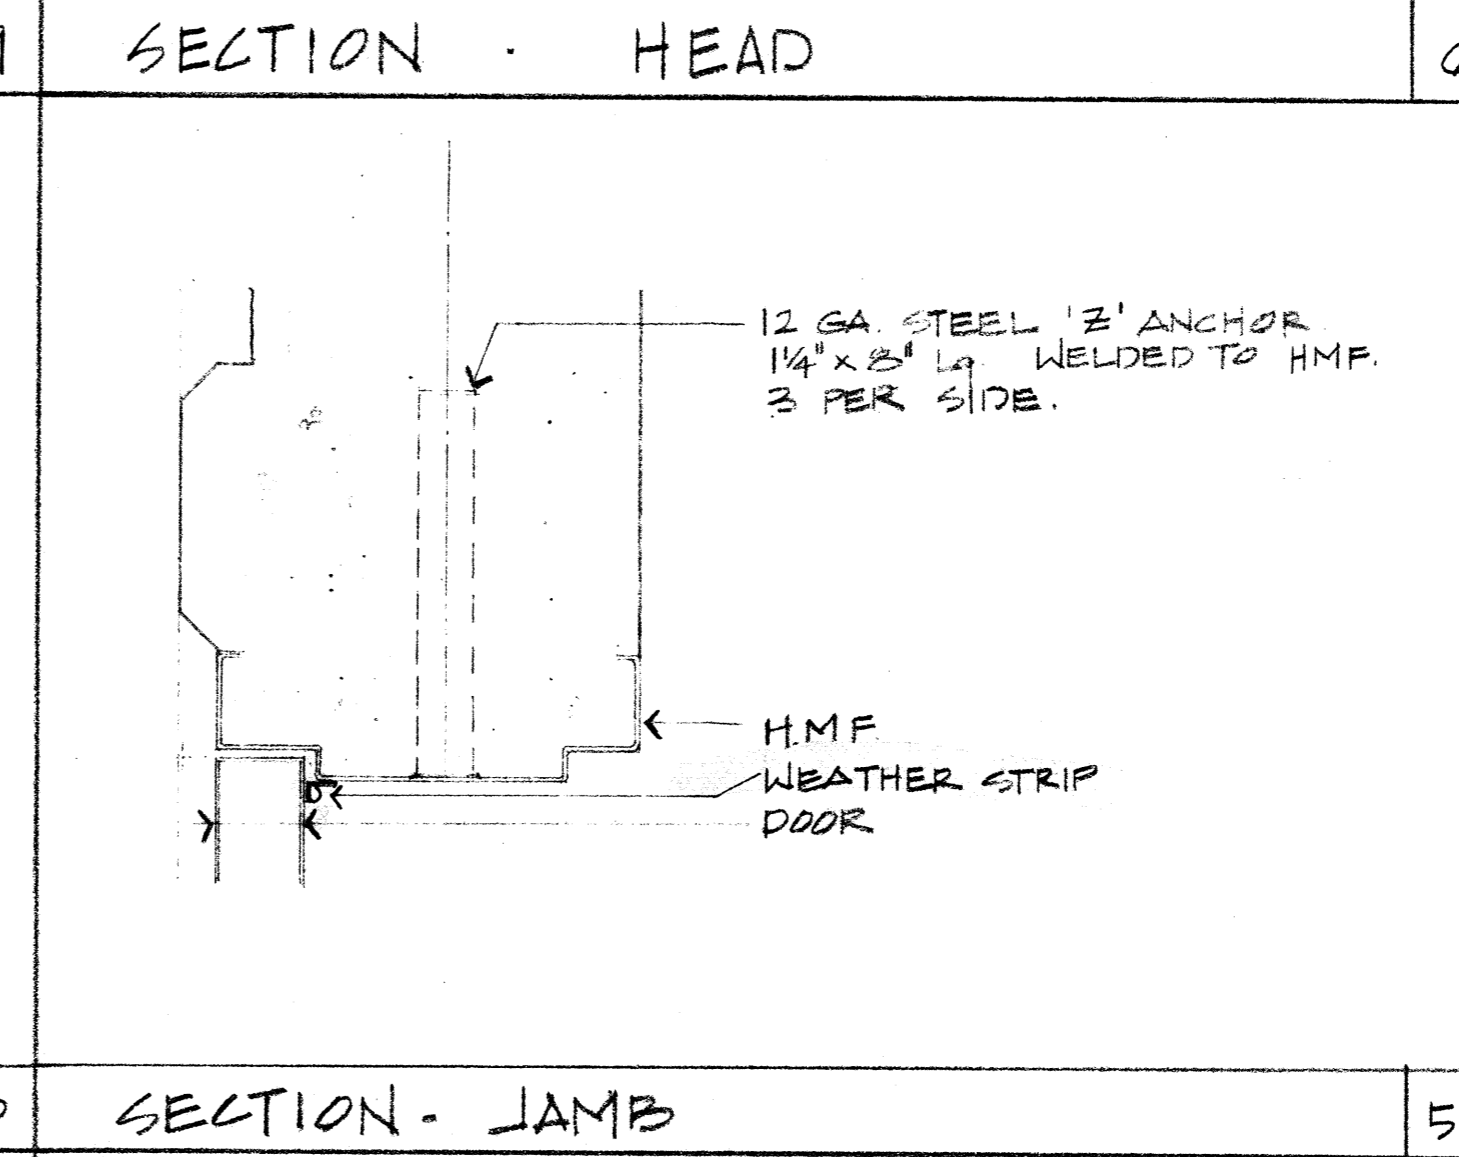 SECTION . HEAD
12 GA. STEEL 'Z' ANCHOR
1¼" x 8" Lg. WELDED TO HMF.
3 PER SIDE.
H.M.F.
WEATHER STRIP
DOOR
SECTION - JAMB
5